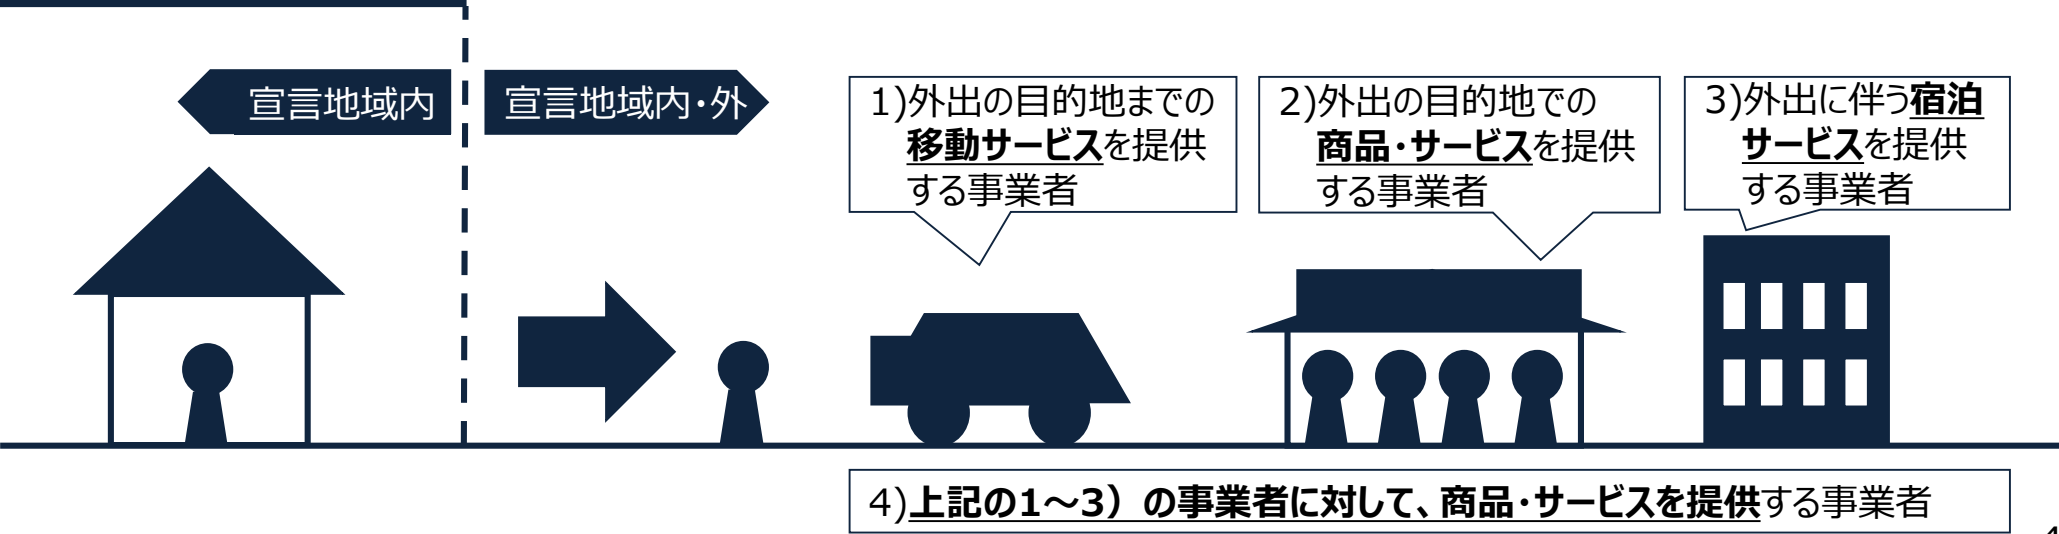 宣言地域内
宣言地域内・外
1)外出の目的地までの
移動サービスを提供
する事業者
2)外出の目的地での
商品・サービスを提供
する事業者
3)外出に伴う宿泊
サービスを提供
する事業者
4)上記の1～3）の事業者に対して、商品・サービスを提供する事業者